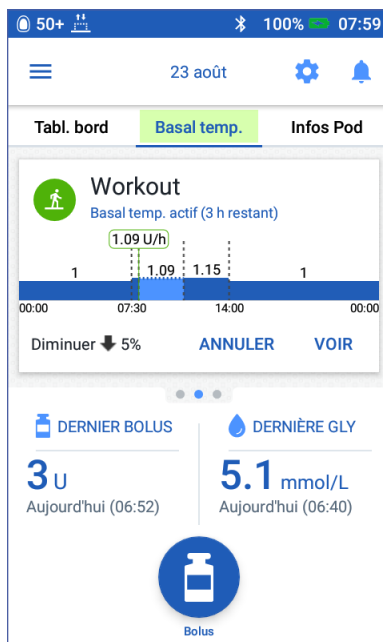 50+ 100% 07:59
23 août
Tabl. bord Basal temp. Infos Pod
Workout
Basal temp. actif (3 h restant)
1.09 U/h
1 1.09 1.15 1
00:00 07:30 14:00 00:00
Diminuer 5% ANNULER VOIR
DERNIER BOLUS DERNIÈRE GLY
3 U 5.1 mmol/L
Aujourd'hui (06:52) Aujourd'hui (06:40)
Bolus